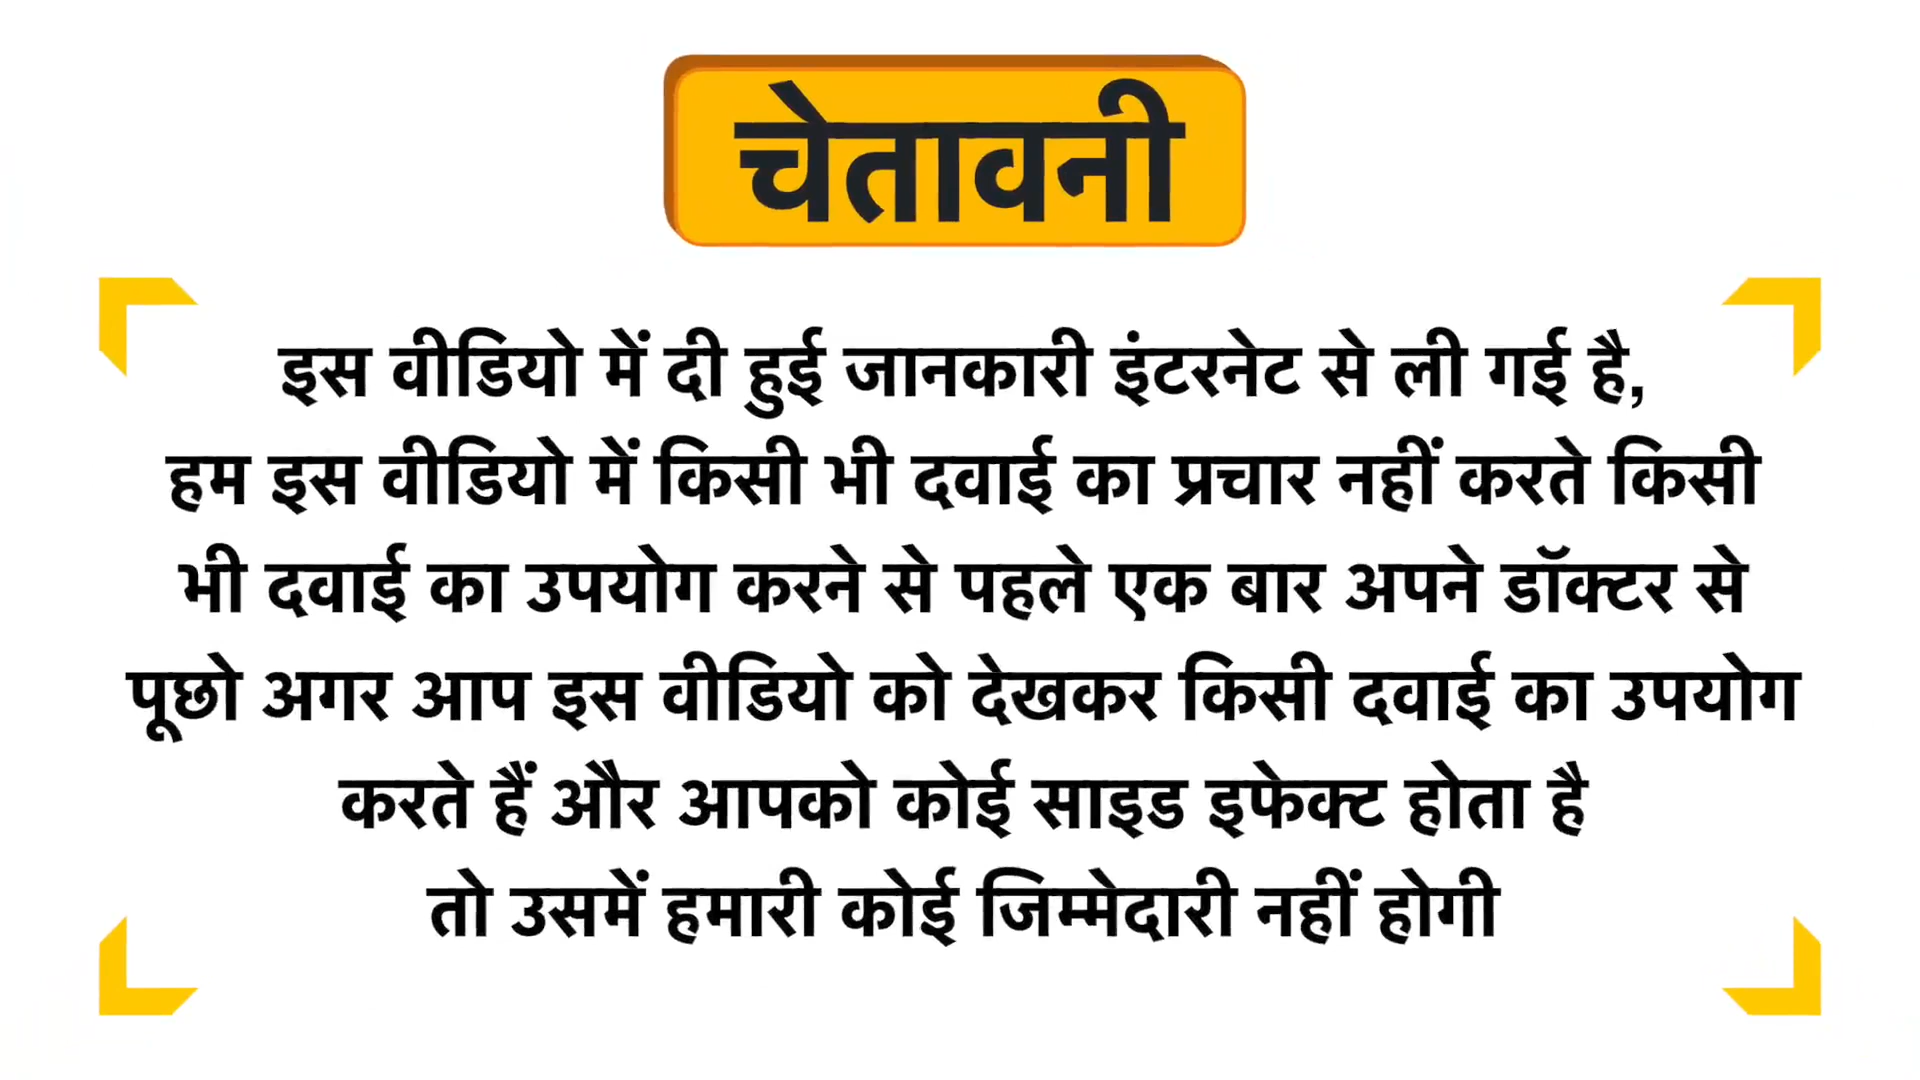 चेतावनी
इस वीडियो में दी हुई जानकारी इंटरनेट से ली गई है,
हम इस वीडियो में किसी भी दवाई का प्रचार नहीं करते किसी
भी दवाई का उपयोग करने से पहले एक बार अपने डॉक्टर से
पूछो अगर आप इस वीडियो को देखकर किसी दवाई का उपयोग
करते हैं और आपको कोई साइड इफेक्ट होता है
तो उसमें हमारी कोई जिम्मेदारी नहीं होगी